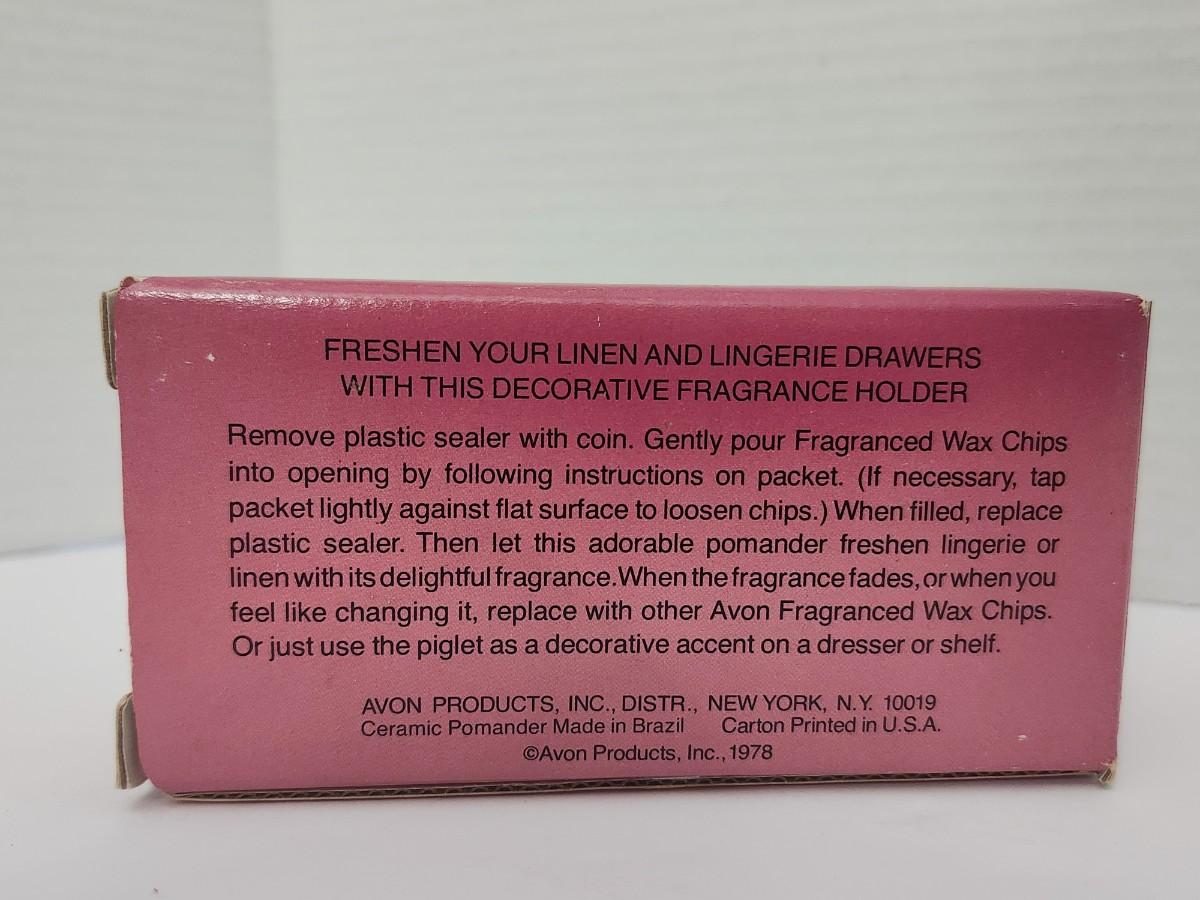 FRESHEN YOUR LINEN AND LINGERIE DRAWERS
WITH THIS DECORATIVE FRAGRANCE HOLDER
Remove plastic sealer with coin. Gently pour Fragranced Wax Chips
into opening by following instructions on packet. (If necessary, tap
packet lightly against flat surface to loosen chips.) When filled, replace
plastic sealer. Then let this adorable pomander freshen lingerie or
linen with its delightful fragrance. When the fragrance fades, or when you
feel like changing it, replace with other Avon Fragranced Wax Chips.
Or just use the piglet as a decorative accent on a dresser or shelf.
AVON PRODUCTS, INC., DISTR., NEW YORK, N.Y. 10019
Ceramic Pomander Made in Brazil Carton Printed in U.S.A.
©Avon Products, Inc., 1978